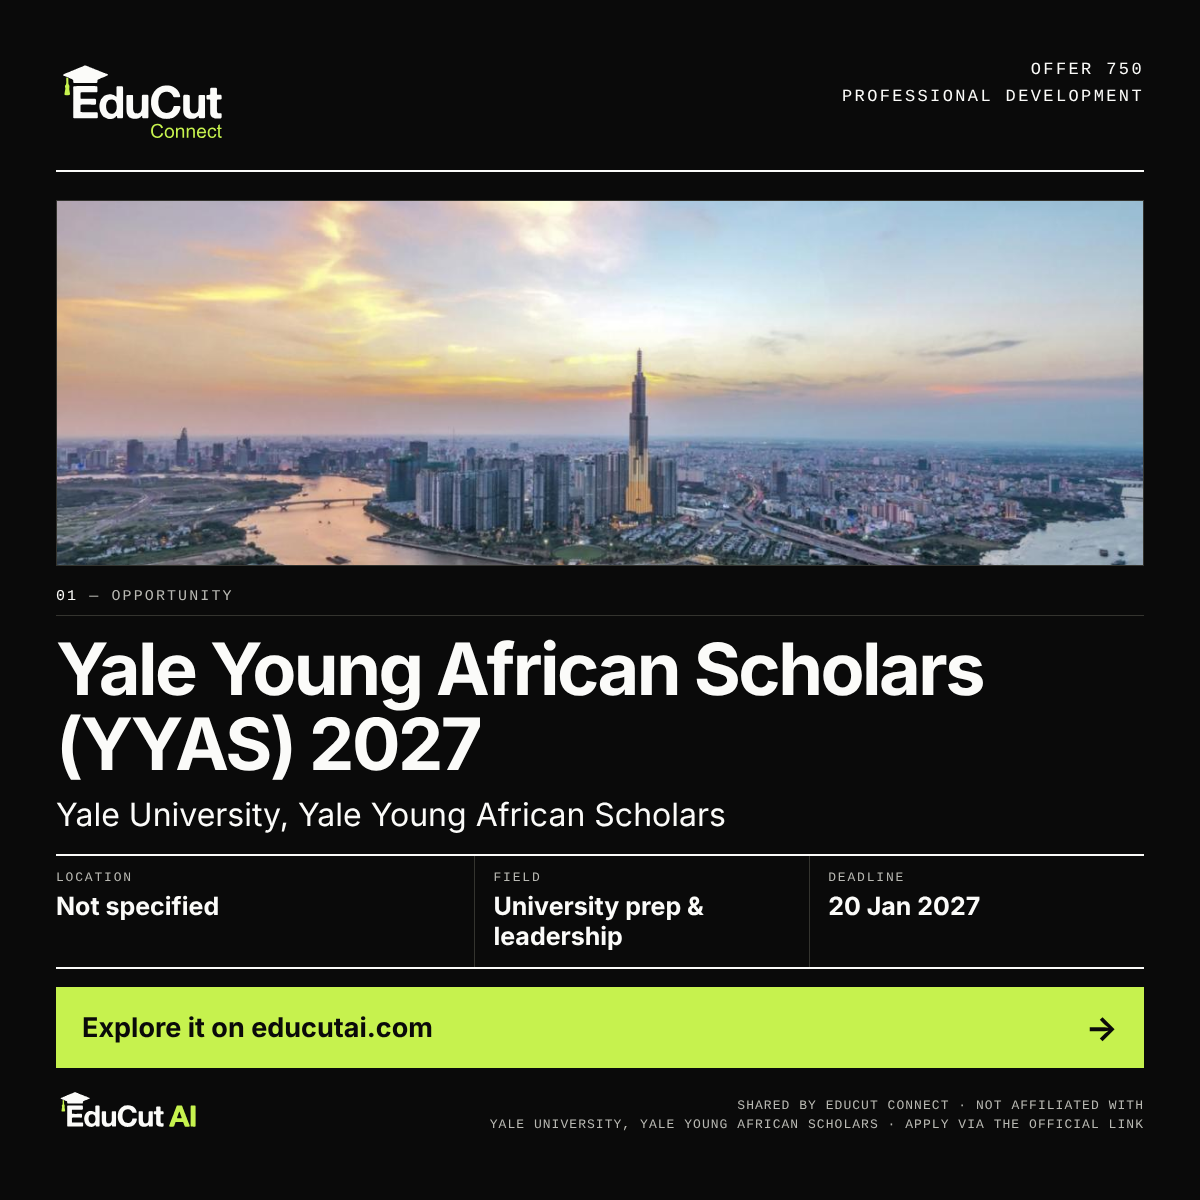 EduCut
Connect
OFFER 750
PROFESSIONAL DEVELOPMENT
01 — OPPORTUNITY
Yale Young African Scholars
(YYAS) 2027
Yale University, Yale Young African Scholars
LOCATION
Not specified
FIELD
University prep &
leadership
DEADLINE
20 Jan 2027
Explore it on educutai.com
→
EduCut AI
SHARED BY EDUCUT CONNECT · NOT AFFILIATED WITH
YALE UNIVERSITY, YALE YOUNG AFRICAN SCHOLARS · APPLY VIA THE OFFICIAL LINK